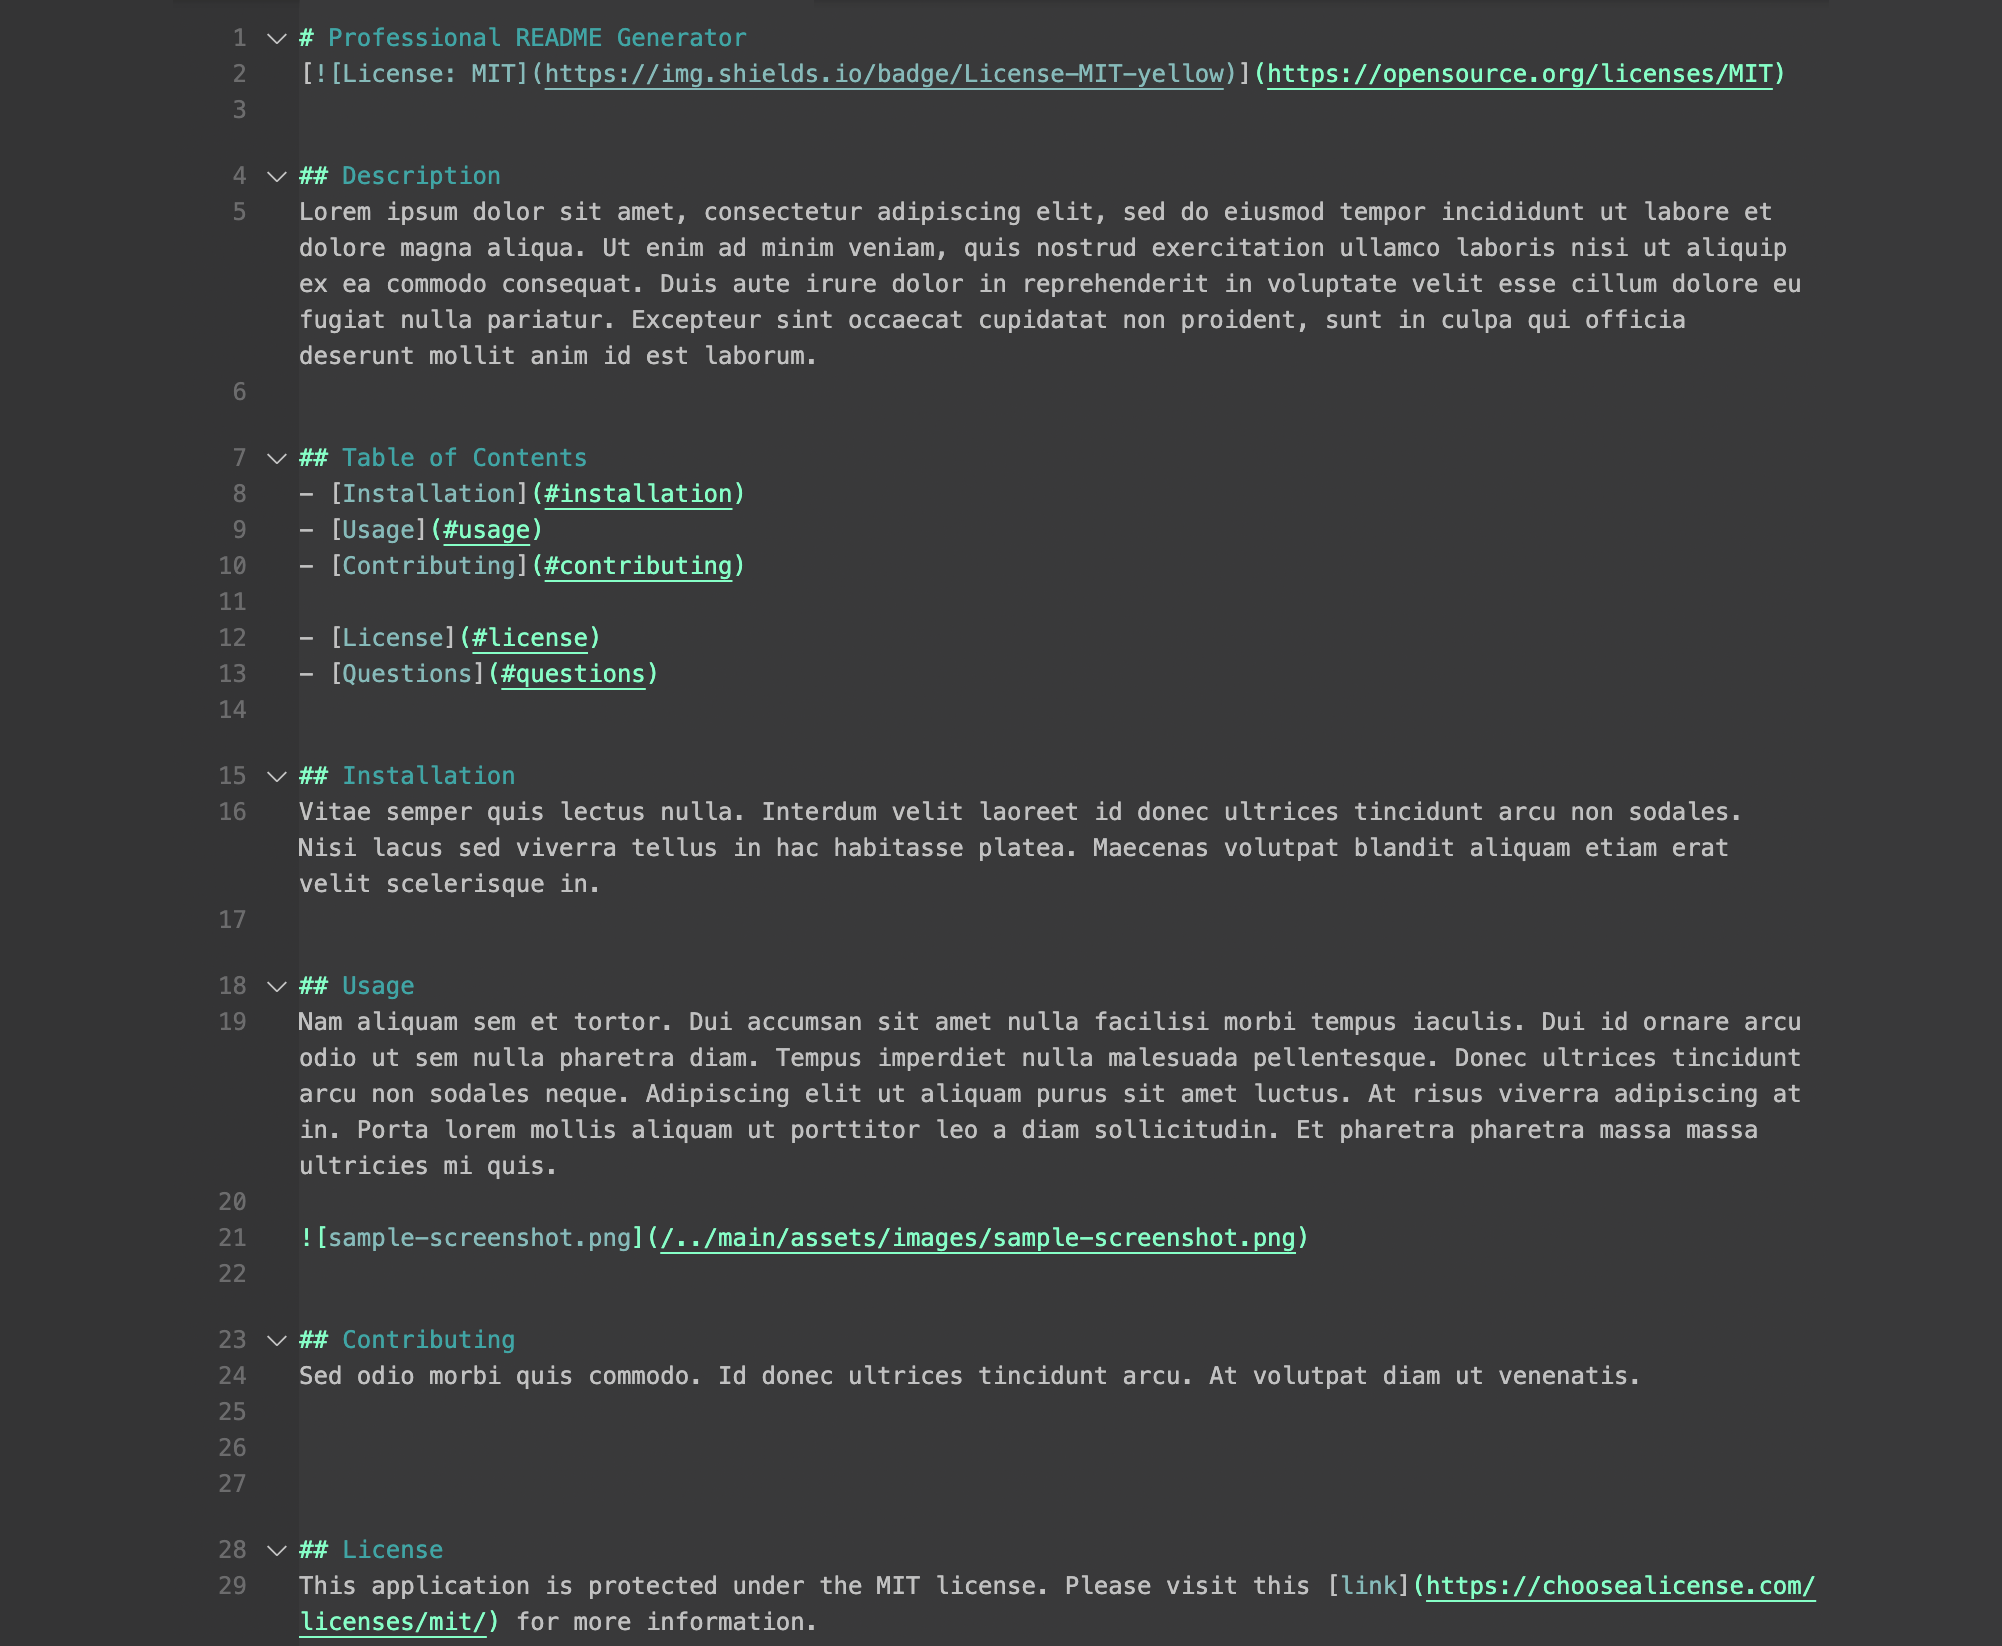 1 # Professional README Generator
2 [![License: MIT](https://img.shields.io/badge/License-MIT-yellow)](https://opensource.org/licenses/MIT)
3
4 ## Description
5 Lorem ipsum dolor sit amet, consectetur adipiscing elit, sed do eiusmod tempor incididunt ut labore et
dolore magna aliqua. Ut enim ad minim veniam, quis nostrud exercitation ullamco laboris nisi ut aliquip
ex ea commodo consequat. Duis aute irure dolor in reprehenderit in voluptate velit esse cillum dolore eu
fugiat nulla pariatur. Excepteur sint occaecat cupidatat non proident, sunt in culpa qui officia
deserunt mollit anim id est laborum.
6
7 ## Table of Contents
8 - [Installation](#installation)
9 - [Usage](#usage)
10 - [Contributing](#contributing)
11
12 - [License](#license)
13 - [Questions](#questions)
14
15 ## Installation
16 Vitae semper quis lectus nulla. Interdum velit laoreet id donec ultrices tincidunt arcu non sodales.
Nisi lacus sed viverra tellus in hac habitasse platea. Maecenas volutpat blandit aliquam etiam erat
velit scelerisque in.
17
18 ## Usage
19 Nam aliquam sem et tortor. Dui accumsan sit amet nulla facilisi morbi tempus iaculis. Dui id ornare arcu
odio ut sem nulla pharetra diam. Tempus imperdiet nulla malesuada pellentesque. Donec ultrices tincidunt
arcu non sodales neque. Adipiscing elit ut aliquam purus sit amet luctus. At risus viverra adipiscing at
in. Porta lorem mollis aliquam ut porttitor leo a diam sollicitudin. Et pharetra pharetra massa massa
ultricies mi quis.
20
21 ![sample-screenshot.png](/../main/assets/images/sample-screenshot.png)
22
23 ## Contributing
24 Sed odio morbi quis commodo. Id donec ultrices tincidunt arcu. At volutpat diam ut venenatis.
25
26
27
28 ## License
29 This application is protected under the MIT license. Please visit this [link](https://choosealicense.com/
licenses/mit/) for more information.